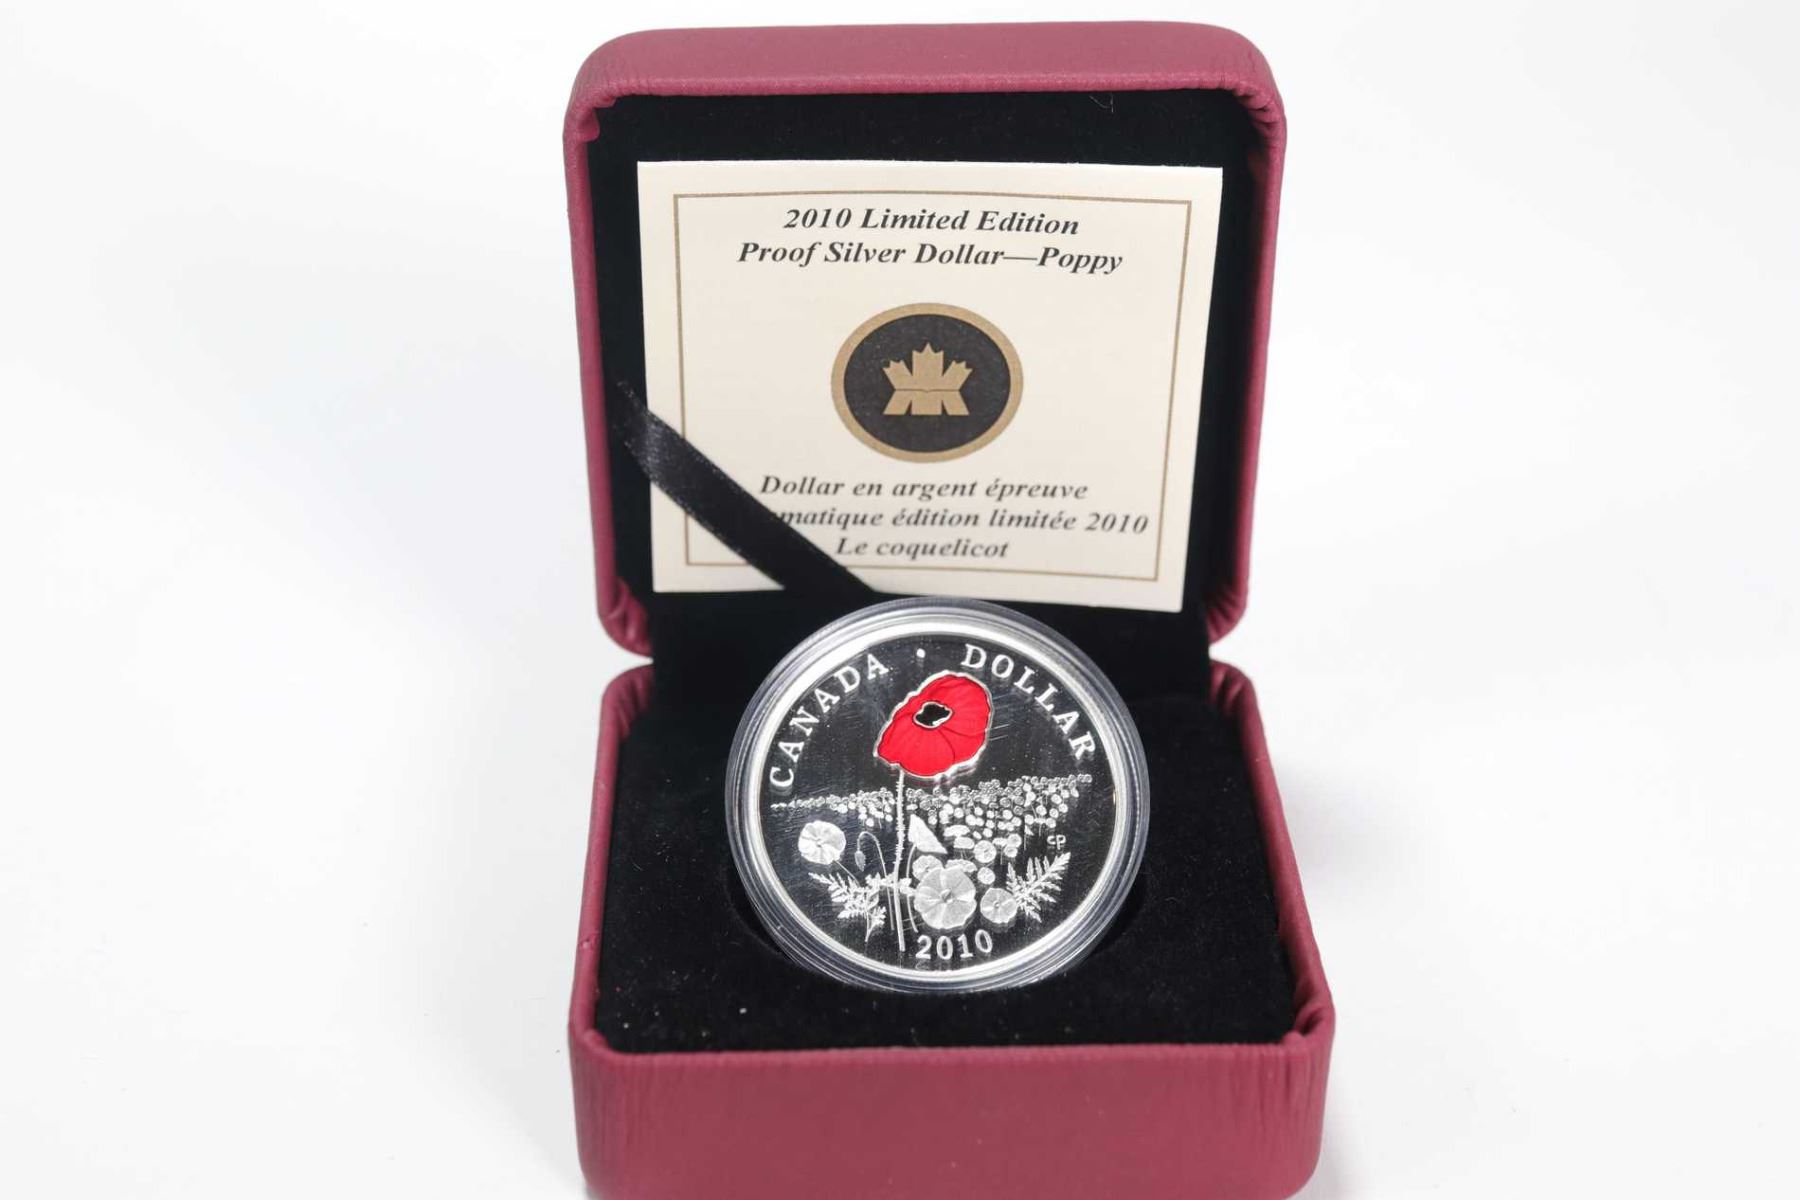 2010 Limited Edition
Proof Silver Dollar—Poppy
Dollar en argent épreuve
édition limitée 2010
Le coquelicot
CANADA · DOLLAR
CP
2010